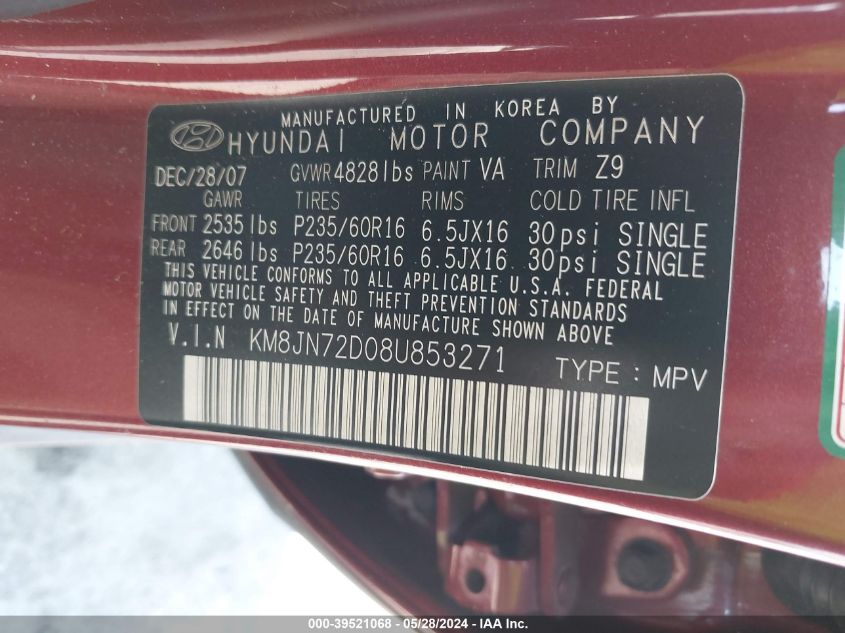 MANUFACTURED IN KOREA BY
HYUNDAI MOTOR COMPANY
DEC/28/07 GVWR 4828 lbs PAINT VA TRIM Z9
GAWR TIRES RIMS COLD TIRE INFL
FRONT 2535 lbs P235/60R16 6.5JX16 30psi SINGLE
REAR 2646 lbs P235/60R16 6.5JX16 30psi SINGLE
THIS VEHICLE CONFORMS TO ALL APPLICABLE U.S.A. FEDERAL
MOTOR VEHICLE SAFETY AND THEFT PREVENTION STANDARDS
IN EFFECT ON THE DATE OF MANUFACTURE SHOWN ABOVE
V.I.N KM8JN72D08U853271 TYPE : MPV
000-39521068 - 05/28/2024 - IAA Inc.